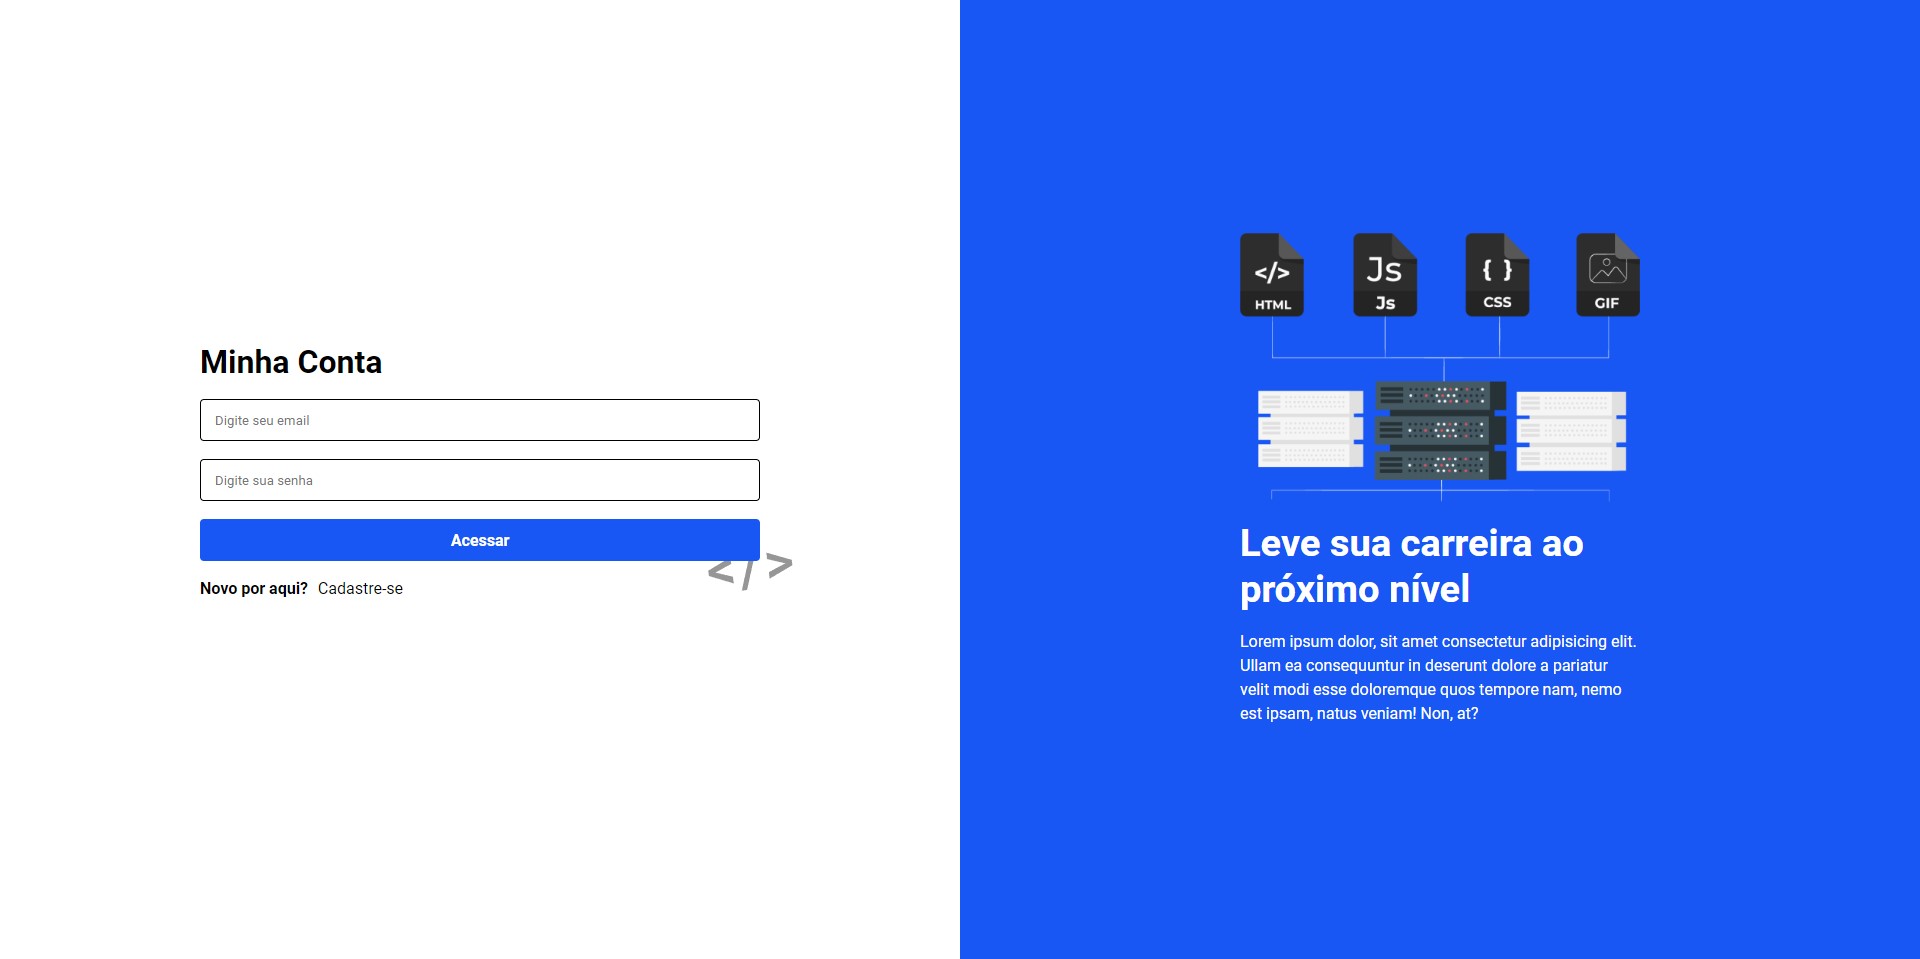 Minha Conta
Digite seu email
Digite sua senha
Acessar
</>
Novo por aqui? Cadastre-se
</> Js { }
HTML Js CSS GIF
Leve sua carreira ao
próximo nível
Lorem ipsum dolor, sit amet consectetur adipisicing elit.
Ullam ea consequuntur in deserunt dolore a pariatur
velit modi esse doloremque quos tempore nam, nemo
est ipsam, natus veniam! Non, at?